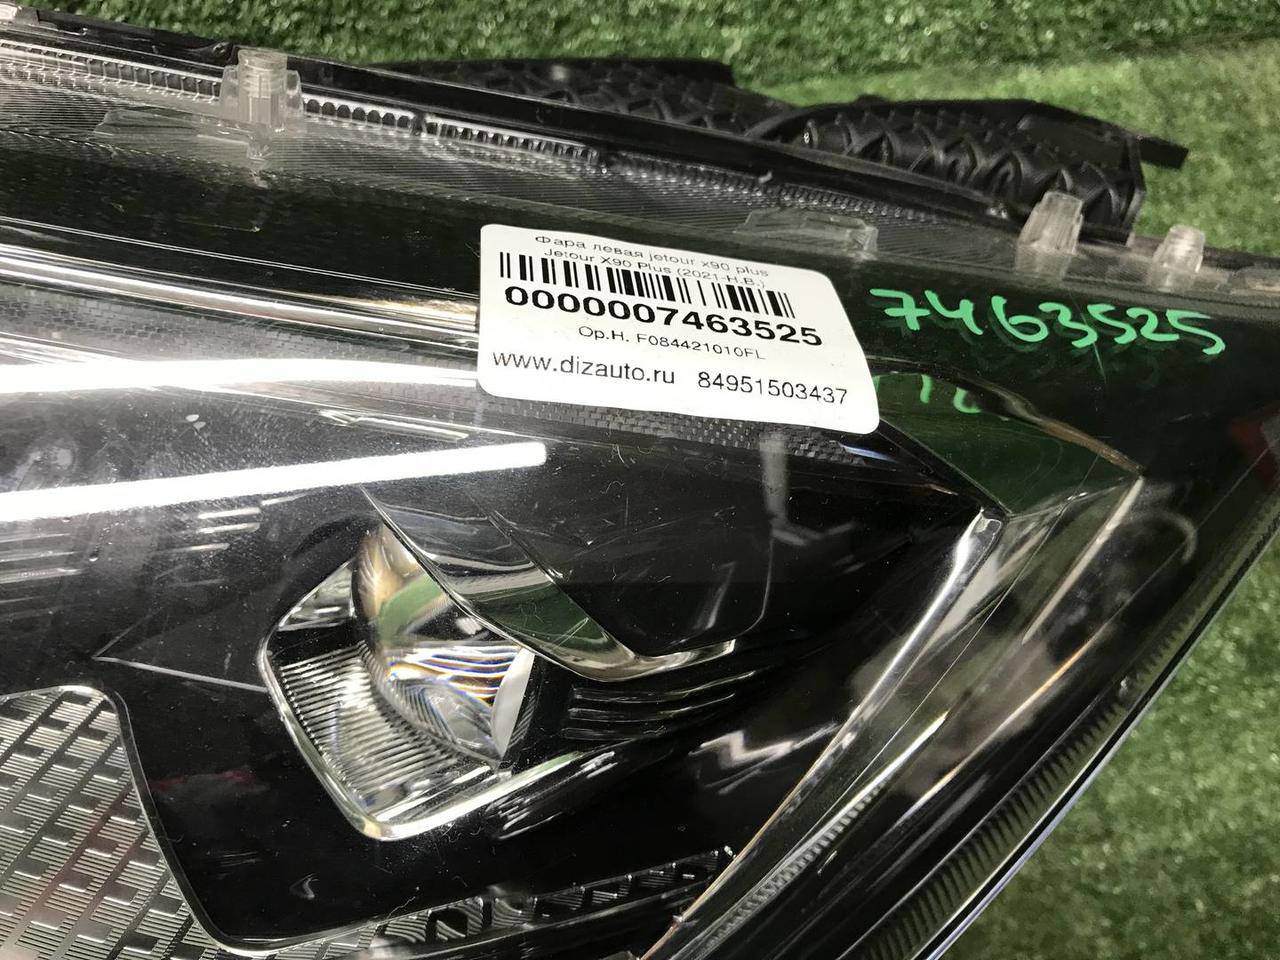 Фара левая jetour x90 plus
Jetour X90 Plus (2021-Н.В.)
0000007463525
Ор.Н. F084421010FL
www.dizauto.ru 84951503437
7463525